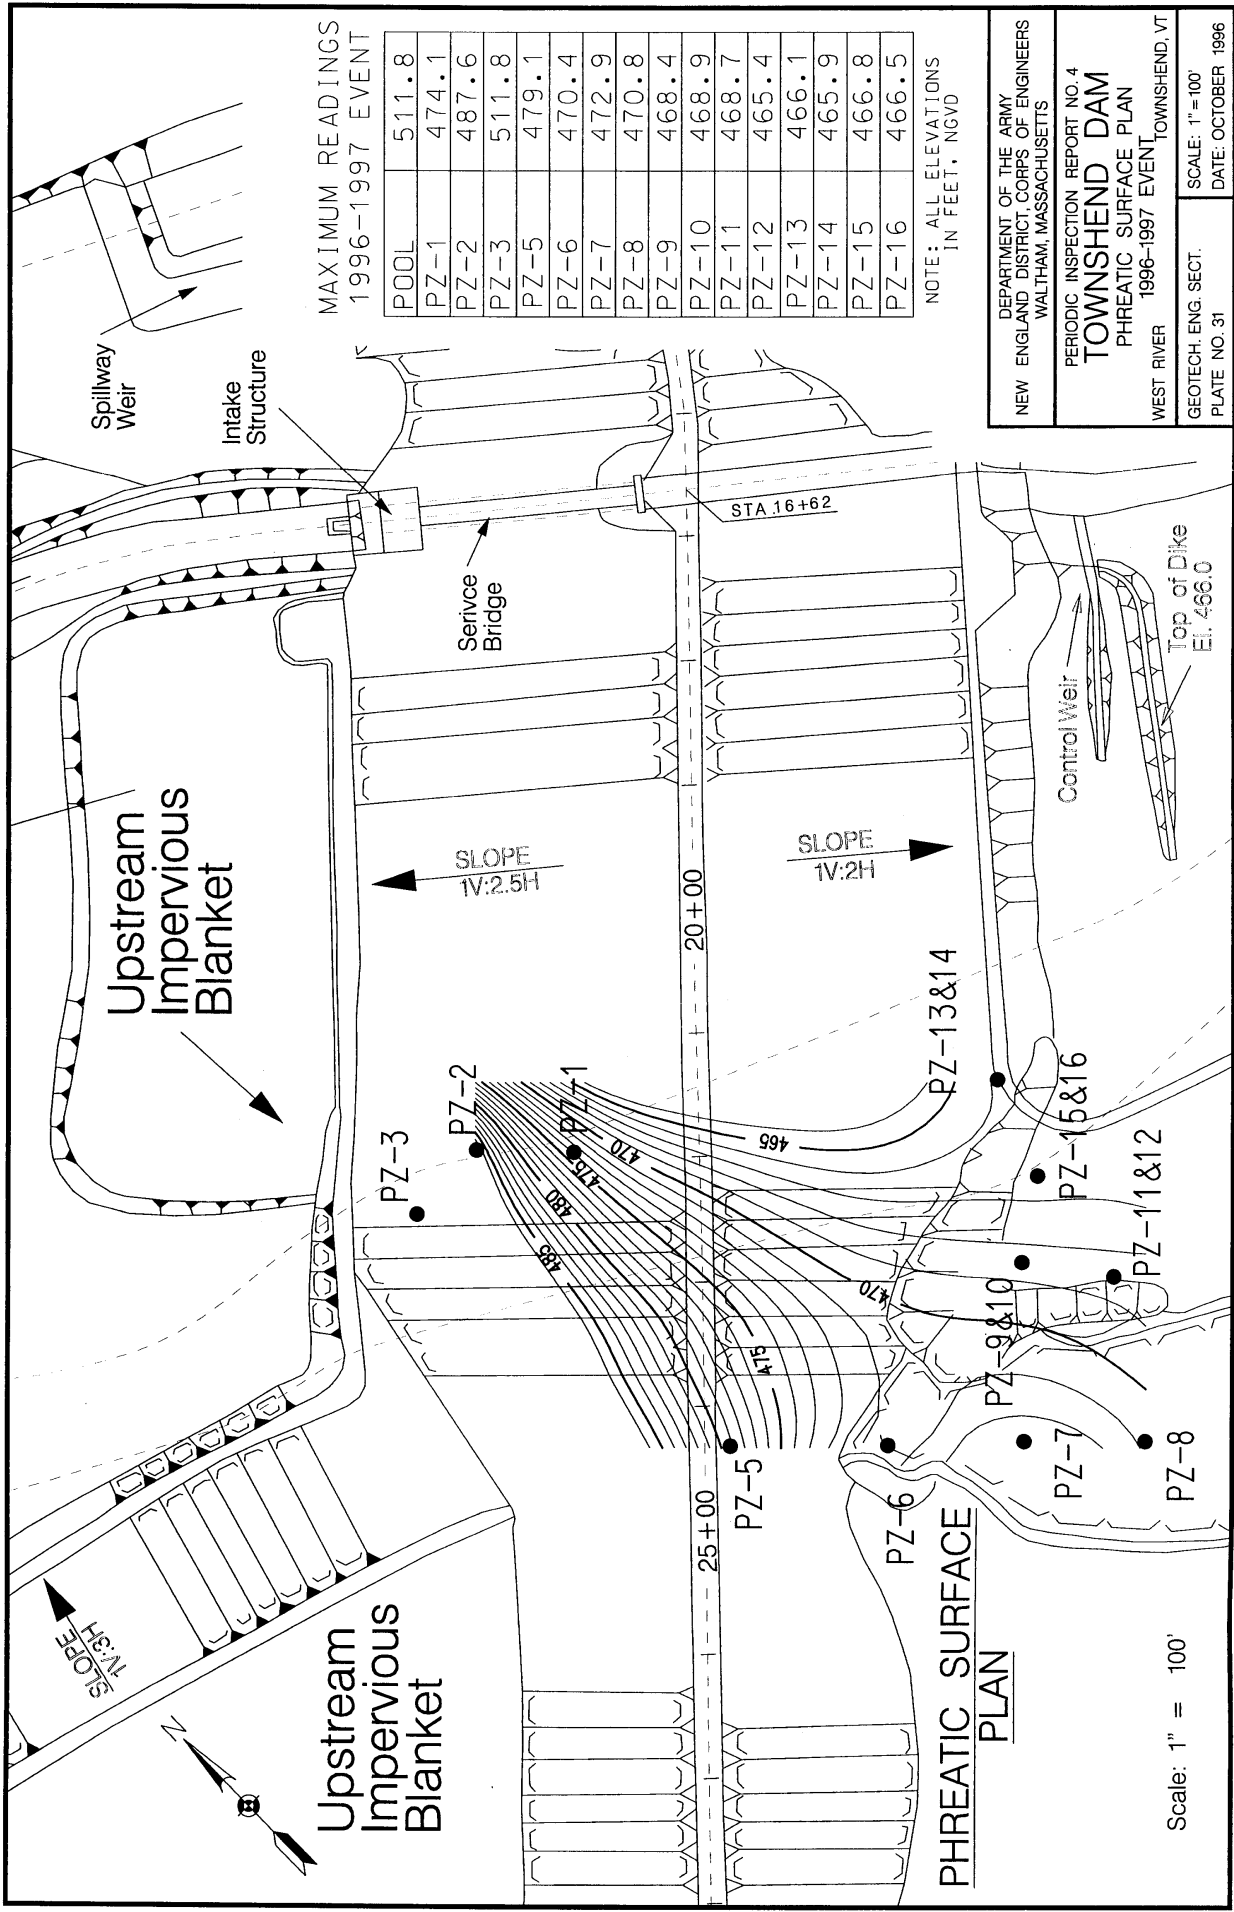 Spillway
Weir
Intake
Structure
Serivce
Bridge
STA.16+62
Upstream
Impervious
Blanket
SLOPE
1V:2.5H
SLOPE
1V:2H
20+00
Control Weir
Top of Dike
El. 466.0
PZ-3
PZ-2
PZ-1
PZ-13&14
PZ-15&16
PZ-11&12
PZ-9&10
PZ-5
PZ-6
PZ-7
PZ-8
485
480
475
470
465
475
470
25+00
SLOPE
1V:3H
N
Upstream
Impervious
Blanket
PHREATIC SURFACE
PLAN
Scale: 1" = 100'
MAXIMUM READINGS
1996-1997 EVENT
POOL 511.8
PZ-1 474.1
PZ-2 487.6
PZ-3 511.8
PZ-5 479.1
PZ-6 470.4
PZ-7 472.9
PZ-8 470.8
PZ-9 468.4
PZ-10 468.9
PZ-11 468.7
PZ-12 465.4
PZ-13 466.1
PZ-14 465.9
PZ-15 466.8
PZ-16 466.5
NOTE: ALL ELEVATIONS
IN FEET, NGVD
DEPARTMENT OF THE ARMY
NEW ENGLAND DISTRICT, CORPS OF ENGINEERS
WALTHAM, MASSACHUSETTS
PERIODIC INSPECTION REPORT NO. 4
TOWNSHEND DAM
PHREATIC SURFACE PLAN
1996-1997 EVENT
WEST RIVER TOWNSHEND, VT
GEOTECH. ENG. SECT. SCALE: 1"=100'
PLATE NO. 31 DATE: OCTOBER 1996